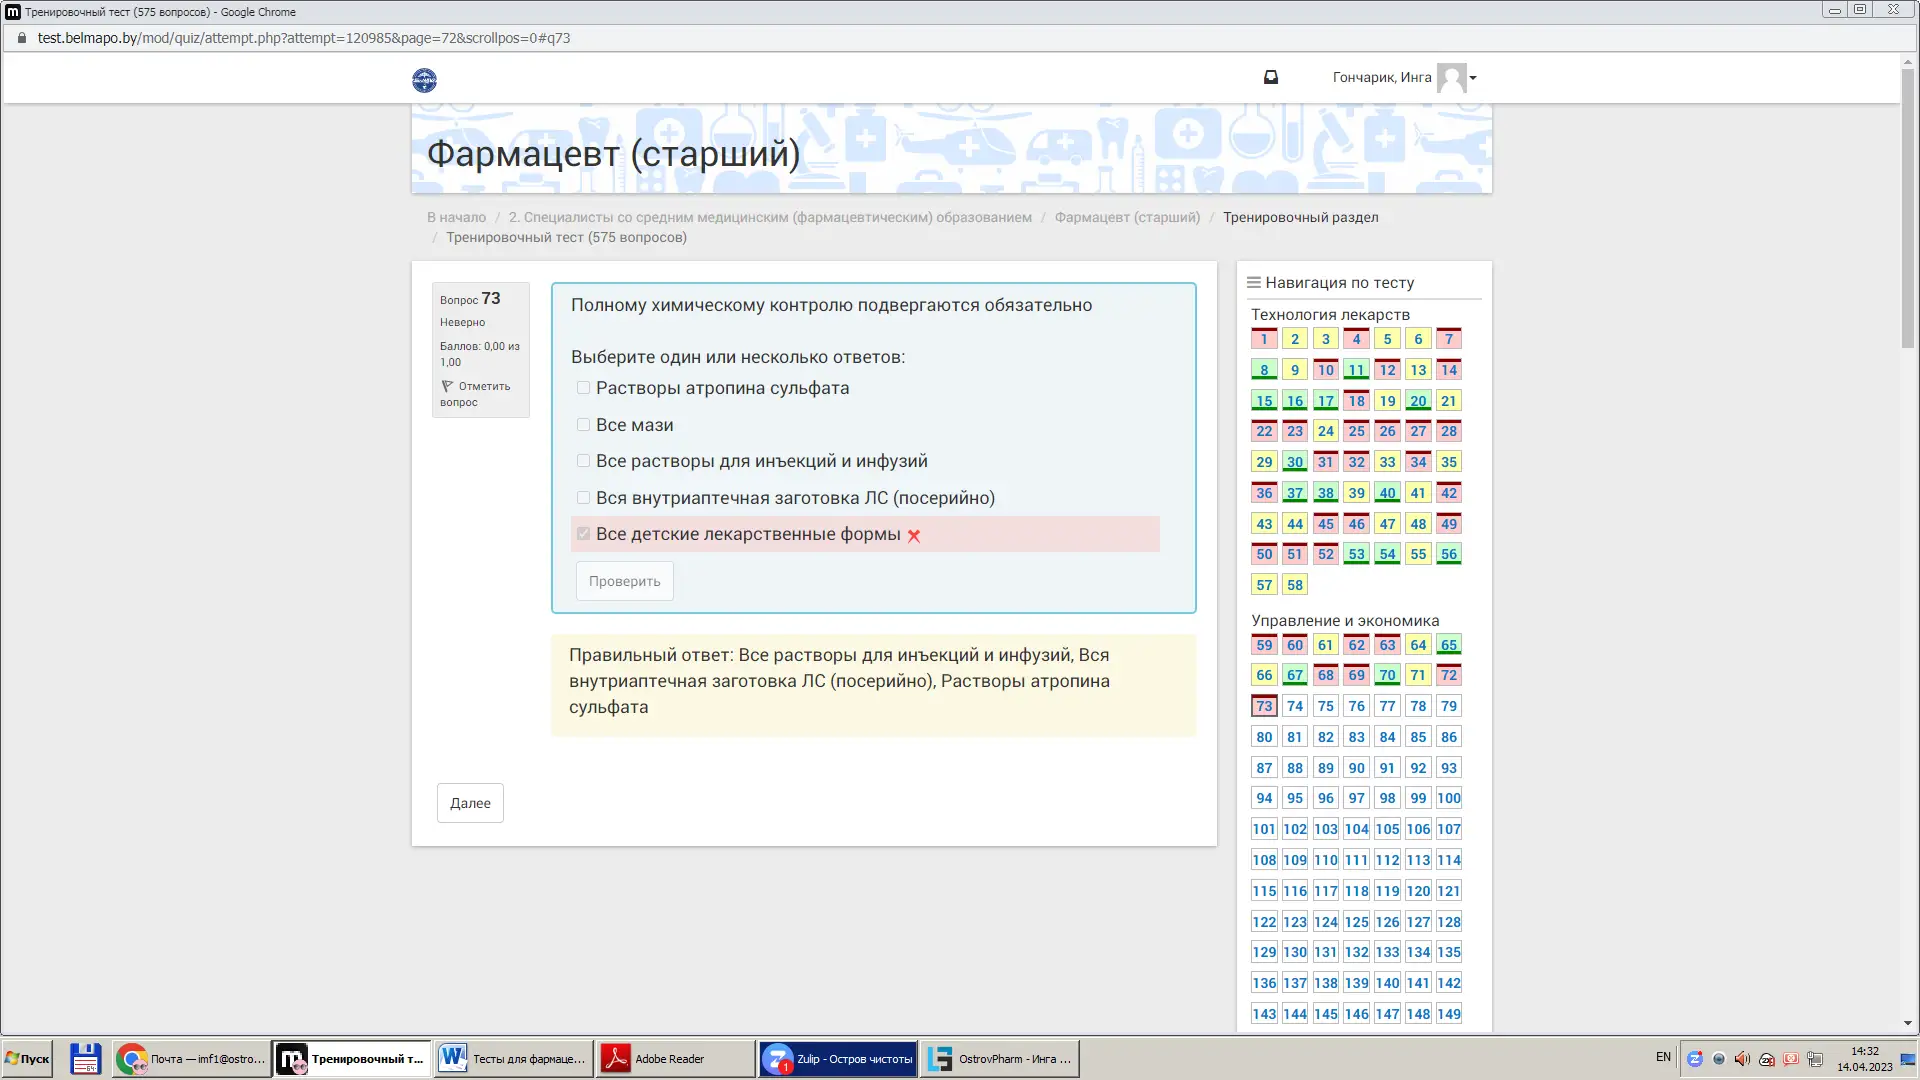 Тренировочный тест (575 вопросов) - Google Chrome
test.belmapo.by/mod/quiz/attempt.php?attempt=120985&page=72&scrollpos=0#q73
Гончарик, Инга
Фармацевт (старший)
В начало / 2. Специалисты со средним медицинским (фармацевтическим) образованием / Фармацевт (старший) / Тренировочный раздел
/ Тренировочный тест (575 вопросов)
Вопрос 73
Неверно
Баллов: 0,00 из
1,00
Отметить
вопрос
Полному химическому контролю подвергаются обязательно
Выберите один или несколько ответов:
Растворы атропина сульфата
Все мази
Все растворы для инъекций и инфузий
Вся внутриаптечная заготовка ЛС (посерийно)
Все детские лекарственные формы
Проверить
Правильный ответ: Все растворы для инъекций и инфузий, Вся
внутриаптечная заготовка ЛС (посерийно), Растворы атропина
сульфата
Далее
Навигация по тесту
Технология лекарств
1 2 3 4 5 6 7
8 9 10 11 12 13 14
15 16 17 18 19 20 21
22 23 24 25 26 27 28
29 30 31 32 33 34 35
36 37 38 39 40 41 42
43 44 45 46 47 48 49
50 51 52 53 54 55 56
57 58
Управление и экономика
59 60 61 62 63 64 65
66 67 68 69 70 71 72
73 74 75 76 77 78 79
80 81 82 83 84 85 86
87 88 89 90 91 92 93
94 95 96 97 98 99 100
101 102 103 104 105 106 107
108 109 110 111 112 113 114
115 116 117 118 119 120 121
122 123 124 125 126 127 128
129 130 131 132 133 134 135
136 137 138 139 140 141 142
143 144 145 146 147 148 149
Пуск
Почта — imf1@ostro...
Тренировочный т...
Тесты для фармаце...
Adobe Reader
Zulip - Остров чистоты
OstrovPharm - Инга ...
EN
14:32
14.04.2023